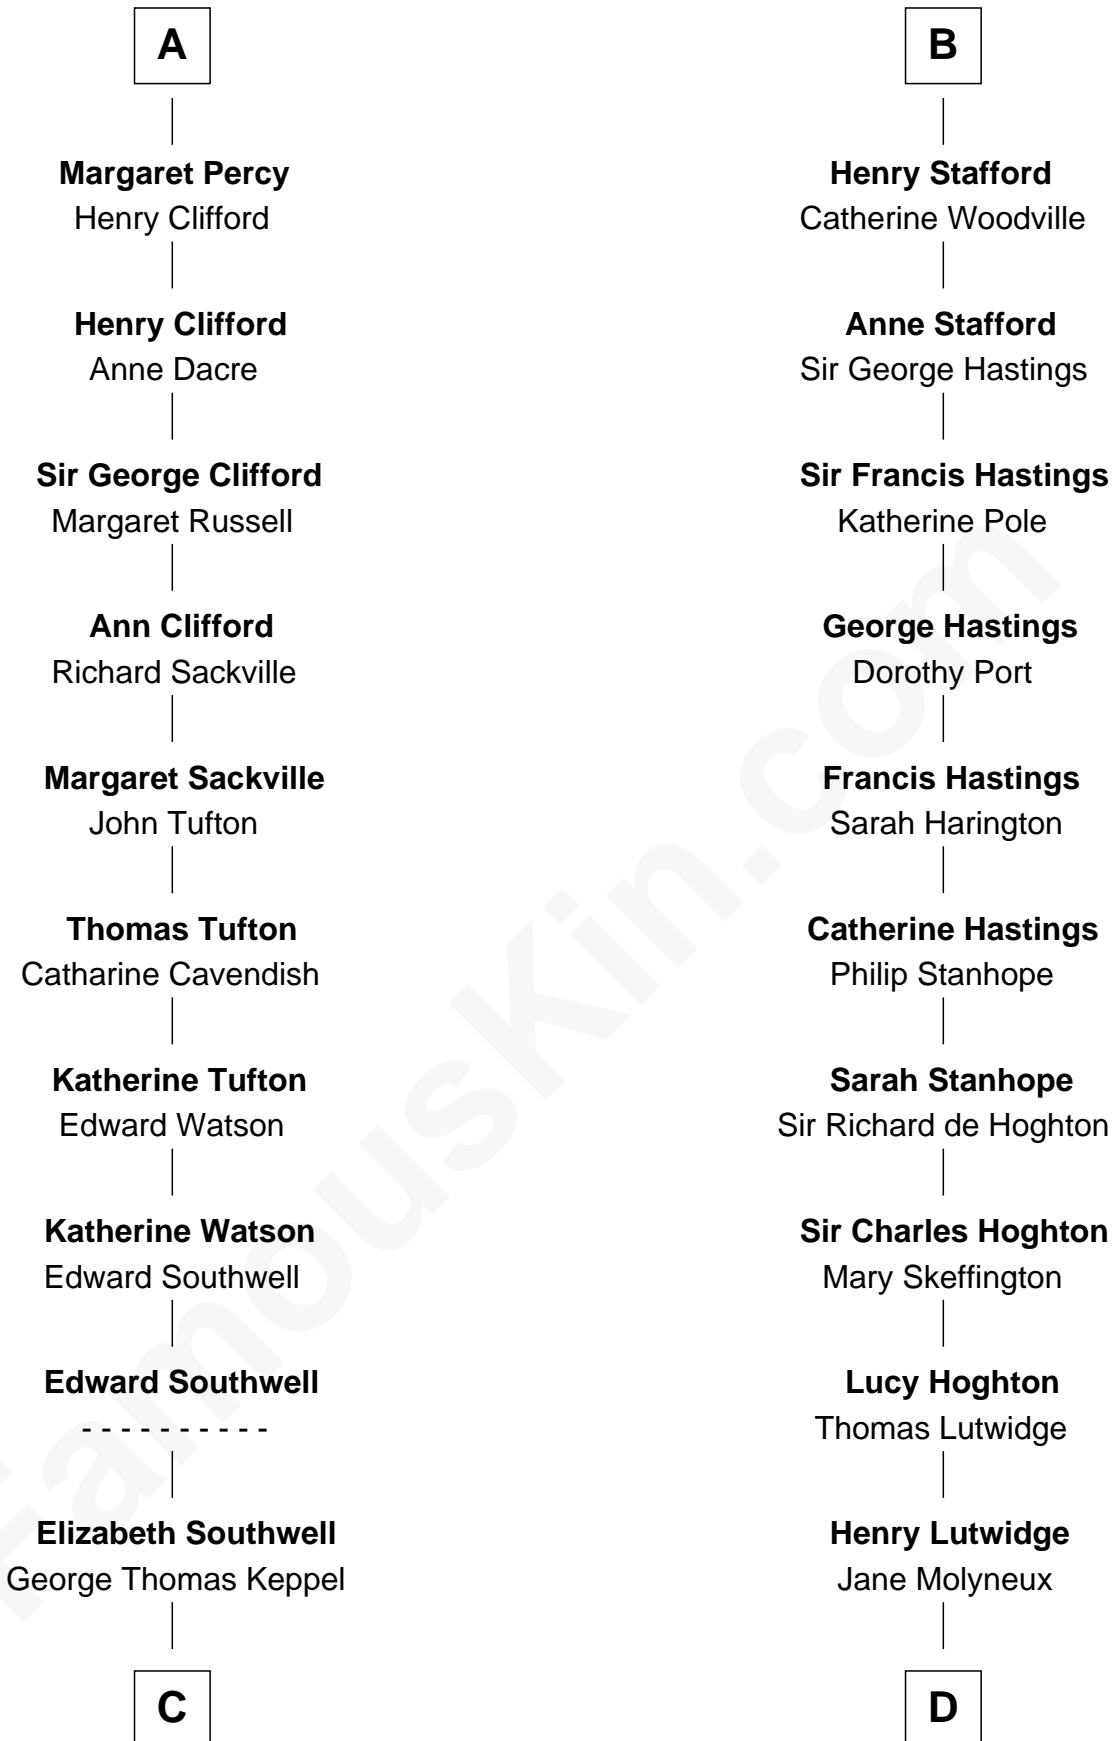 A
Margaret Percy
Henry Clifford
Henry Clifford
Anne Dacre
Sir George Clifford
Margaret Russell
Ann Clifford
Richard Sackville
Margaret Sackville
John Tufton
Thomas Tufton
Catharine Cavendish
Katherine Tufton
Edward Watson
Katherine Watson
Edward Southwell
Edward Southwell
- - - - - - - - - -
Elizabeth Southwell
George Thomas Keppel
C
B
Henry Stafford
Catherine Woodville
Anne Stafford
Sir George Hastings
Sir Francis Hastings
Katherine Pole
George Hastings
Dorothy Port
Francis Hastings
Sarah Harington
Catherine Hastings
Philip Stanhope
Sarah Stanhope
Sir Richard de Hoghton
Sir Charles Hoghton
Mary Skeffington
Lucy Hoghton
Thomas Lutwidge
Henry Lutwidge
Jane Molyneux
D
FamousKin.com